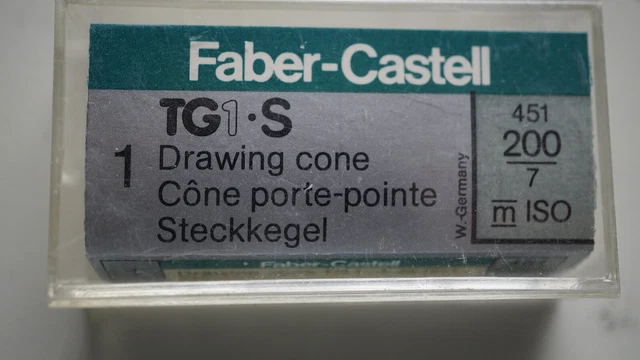 Faber-Castell
TG1·S
1
Drawing cone
Cône porte-pointe
Steckkegel
W.-Germany
451
200
7
m ISO
Faber-Castell